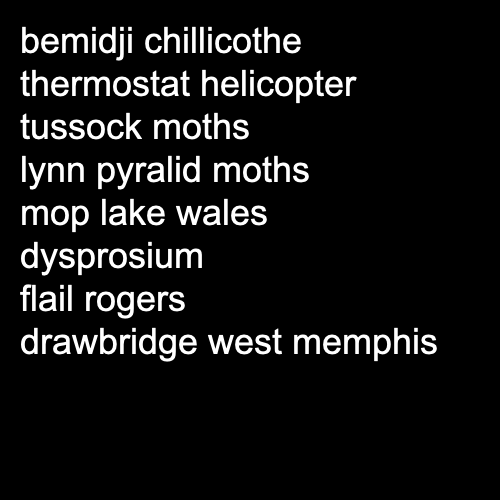 bemidji chillicothe
thermostat helicopter
tussock moths
lynn pyralid moths
mop lake wales
dysprosium
flail rogers
drawbridge west memphis